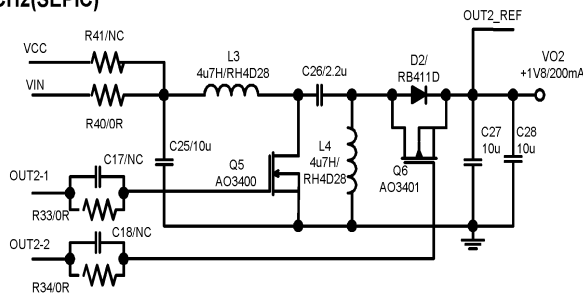 CH2(SEPIC)
OUT2_REF
R41/NC
VCC
L3
4u7H/RH4D28
C26/2.2u
D2/
RB411D
VO2
+1V8/200mA
VIN
R40/0R
C25/10u
L4
4u7H/
RH4D28
C27
10u
C28
10u
C17/NC
Q5
AO3400
Q6
AO3401
OUT2-1
R33/0R
C18/NC
OUT2-2
R34/0R